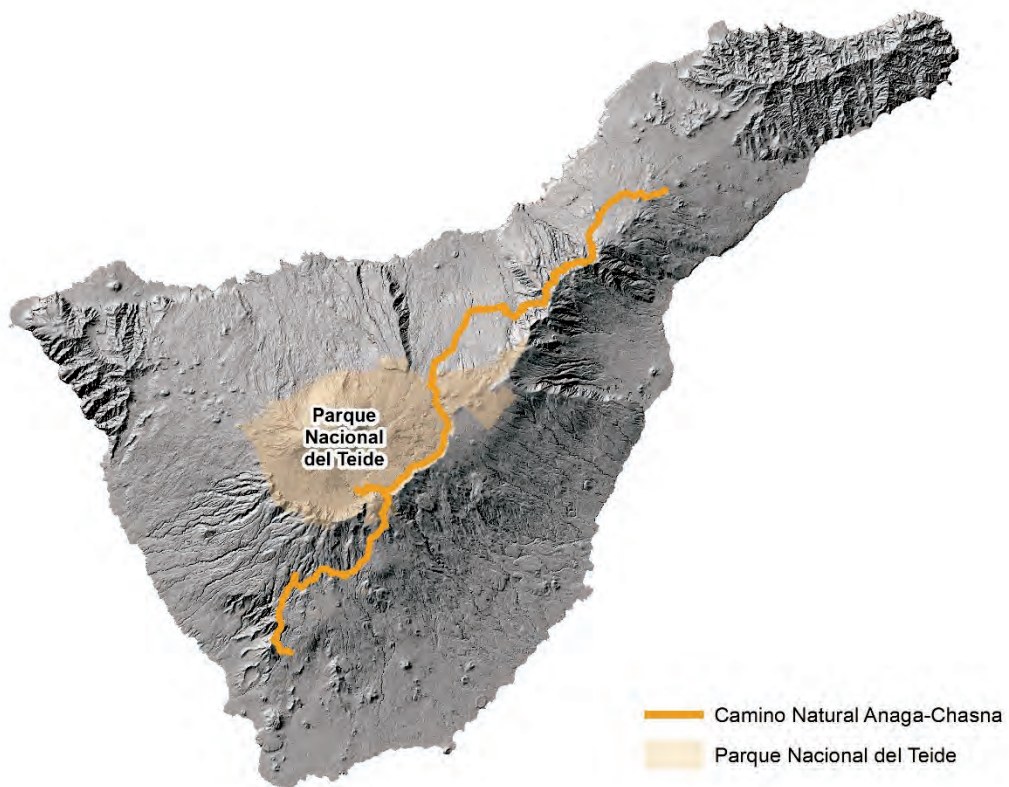 Parque
Nacional
del Teide
Camino Natural Anaga-Chasna
Parque Nacional del Teide